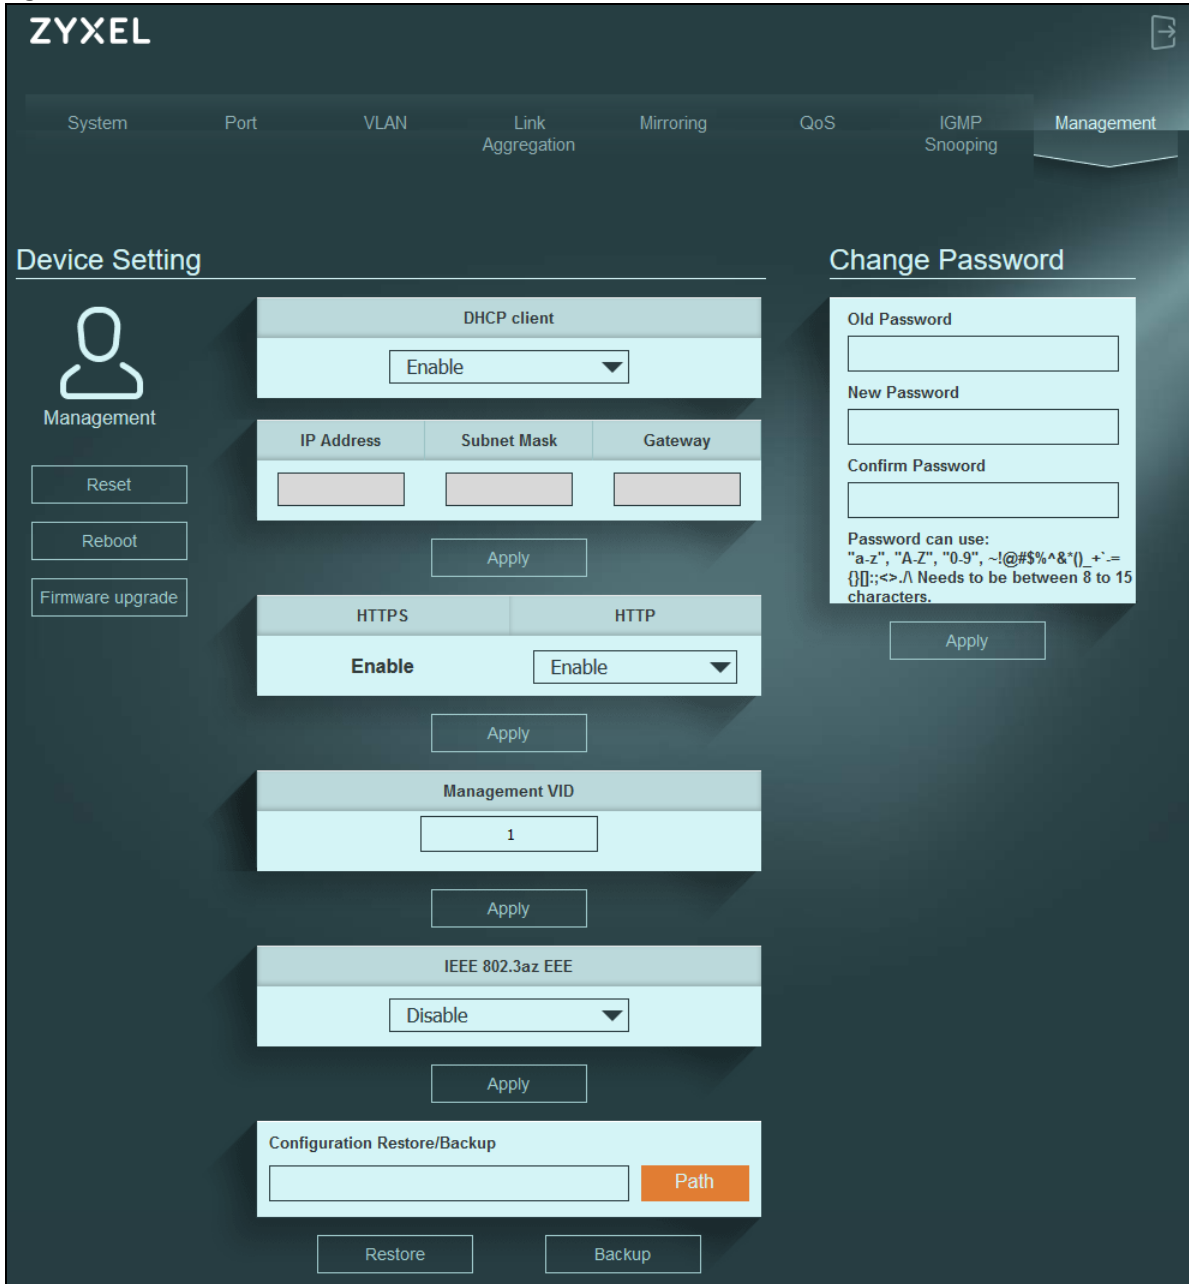 ZYXEL
System Port VLAN Link Aggregation Mirroring QoS IGMP Snooping Management
Device Setting
Management
Reset
Reboot
Firmware upgrade
DHCP client
Enable
IP Address Subnet Mask Gateway
Apply
HTTPS HTTP
Enable Enable
Apply
Management VID
1
Apply
IEEE 802.3az EEE
Disable
Apply
Configuration Restore/Backup
Path
Restore Backup
Change Password
Old Password
New Password
Confirm Password
Password can use:
"a-z", "A-Z", "0-9", ~!@#$%^&*()_+`-=
{}[]:;<>./\ Needs to be between 8 to 15
characters.
Apply